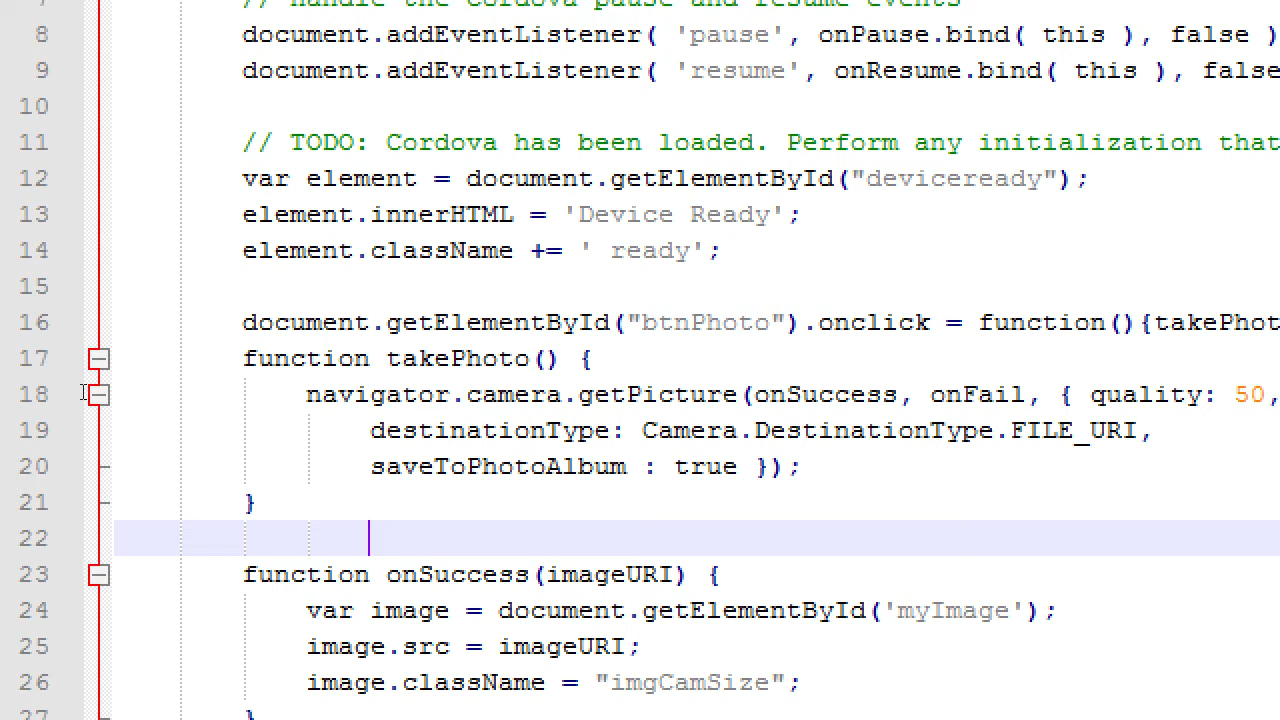 7 // Handle the Cordova pause and resume events
8 document.addEventListener( 'pause', onPause.bind( this ), false )
9 document.addEventListener( 'resume', onResume.bind( this ), false
10
11 // TODO: Cordova has been loaded. Perform any initialization that
12 var element = document.getElementById("deviceready");
13 element.innerHTML = 'Device Ready';
14 element.className += ' ready';
15
16 document.getElementById("btnPhoto").onclick = function(){takePhot
17 function takePhoto() {
18 navigator.camera.getPicture(onSuccess, onFail, { quality: 50,
19 destinationType: Camera.DestinationType.FILE_URI,
20 saveToPhotoAlbum : true });
21 }
22
23 function onSuccess(imageURI) {
24 var image = document.getElementById('myImage');
25 image.src = imageURI;
26 image.className = "imgCamSize";
27 }